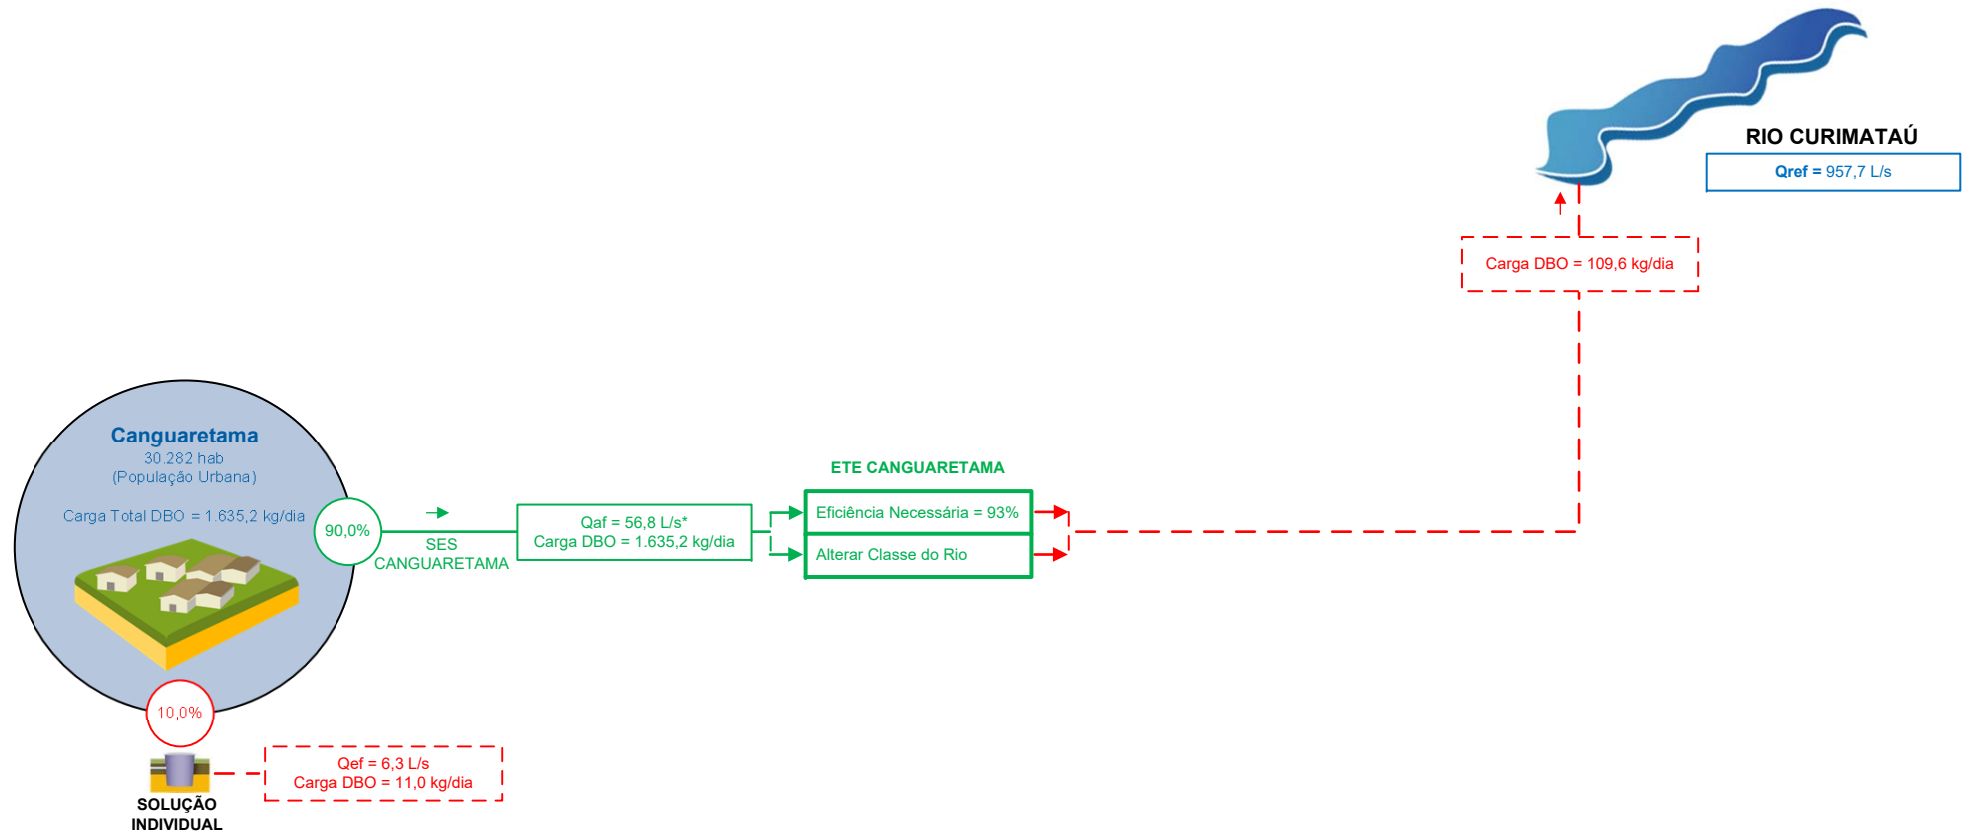 RIO CURIMATAÚ
Qref = 957,7 L/s
Carga DBO = 109,6 kg/dia
Canguaretama
30.282 hab
(População Urbana)
Carga Total DBO = 1.635,2 kg/dia
90,0%
SES
CANGUARETAMA
Qaf = 56,8 L/s*
Carga DBO = 1.635,2 kg/dia
ETE CANGUARETAMA
Eficiência Necessária = 93%
Alterar Classe do Rio
10,0%
Qef = 6,3 L/s
Carga DBO = 11,0 kg/dia
SOLUÇÃO
INDIVIDUAL